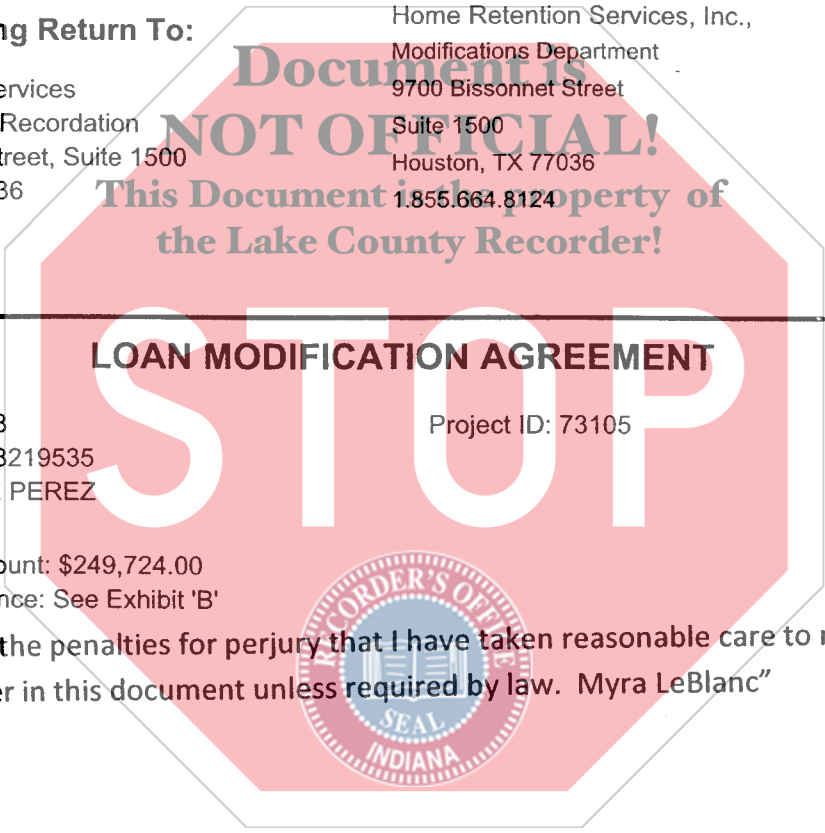 ng Return To:
ervices
Recordation
treet, Suite 1500
36
Home Retention Services, Inc.,
Modifications Department
9700 Bissonnet Street
Suite 1500
Houston, TX 77036
1.855.664.8124
Document is
NOT OFFICIAL!
This Document is the property of
the Lake County Recorder!
STOP
LOAN MODIFICATION AGREEMENT
3
Project ID: 73105
3219535
PEREZ
ount: $249,724.00
nce: See Exhibit 'B'
the penalties for perjury that I have taken reasonable care to r
er in this document unless required by law. Myra LeBlanc”
RECORDER'S OFFICE
SEAL
INDIANA